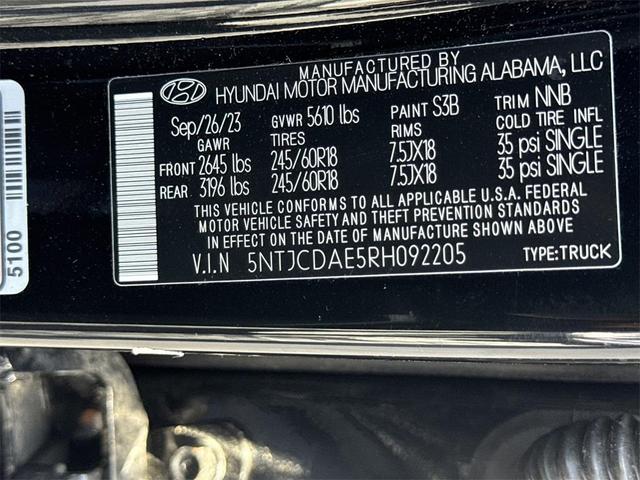 MANUFACTURED BY
HYUNDAI MOTOR MANUFACTURING ALABAMA, LLC
Sep/26/23 GVWR 5610 lbs PAINT S3B TRIM NNB
GAWR TIRES RIMS COLD TIRE INFL
FRONT 2645 lbs 245/60R18 7.5JX18 35 psi SINGLE
REAR 3196 lbs 245/60R18 7.5JX18 35 psi SINGLE
THIS VEHICLE CONFORMS TO ALL APPLICABLE U.S.A. FEDERAL
MOTOR VEHICLE SAFETY AND THEFT PREVENTION STANDARDS
IN EFFECT ON THE DATE OF MANUFACTURE SHOWN ABOVE
V.I.N 5NTJCDAE5RH092205 TYPE:TRUCK
5100